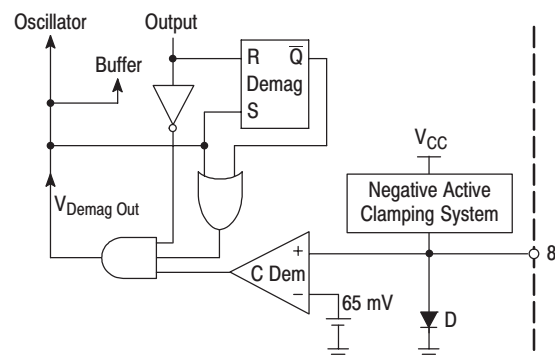 Oscillator
Output
Buffer
R Q̅
Demag
S
V_CC
Negative Active
Clamping System
V_Demag Out
C Dem
+
−
65 mV
D
8